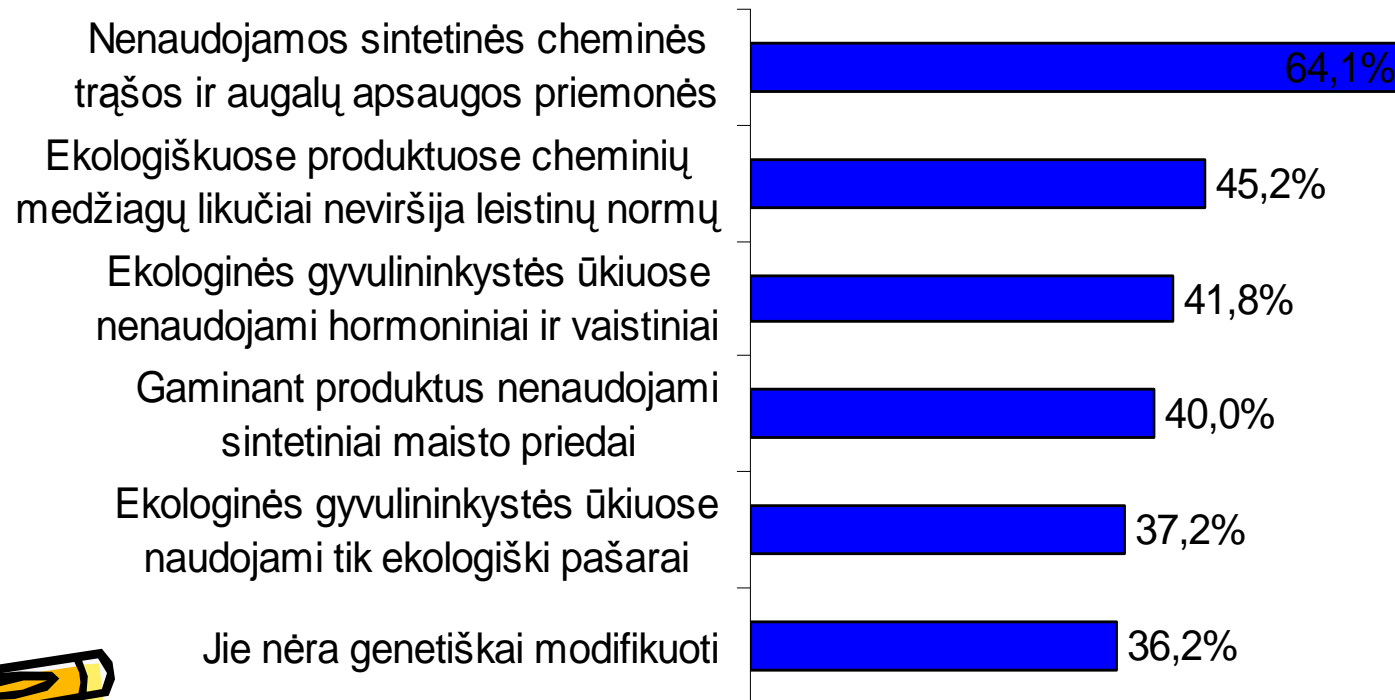 Nenaudojamos sintetinės cheminės
trąšos ir augalų apsaugos priemonės
64,1%
Ekologiškuose produktuose cheminių
medžiagų likučiai neviršija leistinų normų
45,2%
Ekologinės gyvulininkystės ūkiuose
nenaudojami hormoniniai ir vaistiniai
41,8%
Gaminant produktus nenaudojami
sintetiniai maisto priedai
40,0%
Ekologinės gyvulininkystės ūkiuose
naudojami tik ekologiški pašarai
37,2%
Jie nėra genetiškai modifikuoti
36,2%